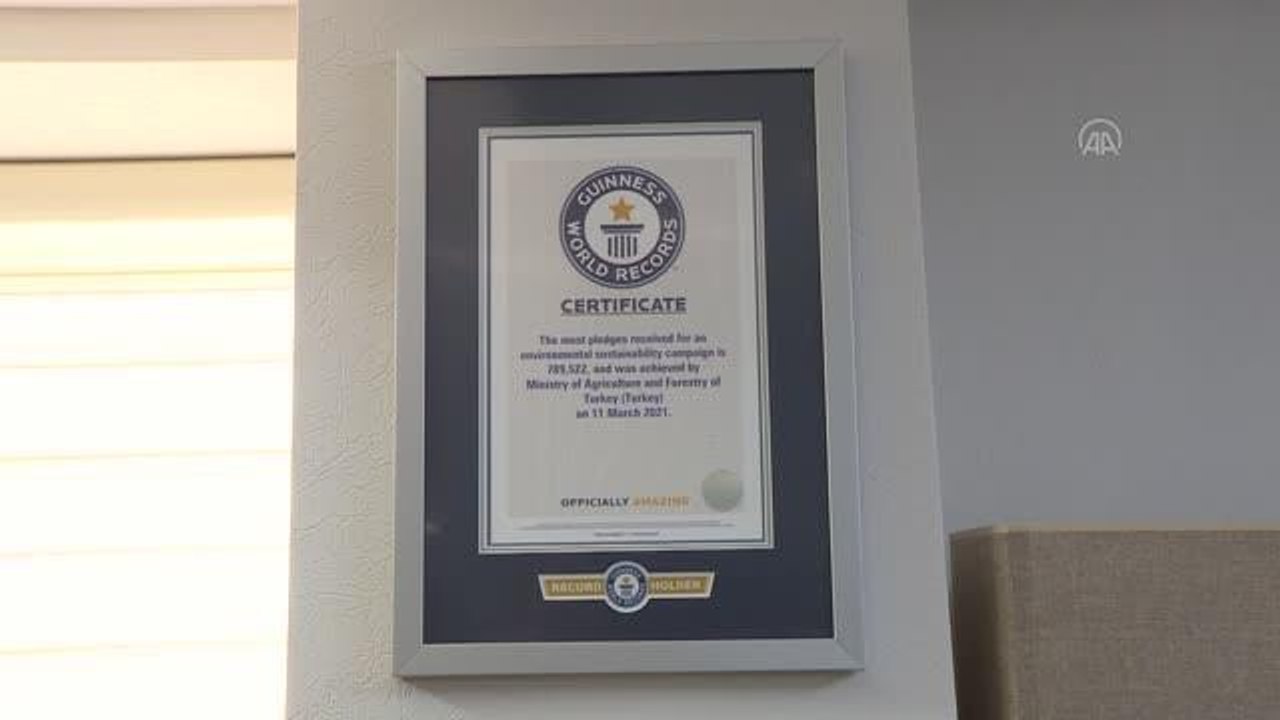 AA
GUINNESS
WORLD RECORDS
CERTIFICATE
The most pledges received for an
environmental sustainability campaign is
789,522, and was achieved by
Ministry of Agriculture and Forestry of
Turkey (Turkey)
on 11 March 2021.
OFFICIALLY AMAZING
RECORD HOLDER